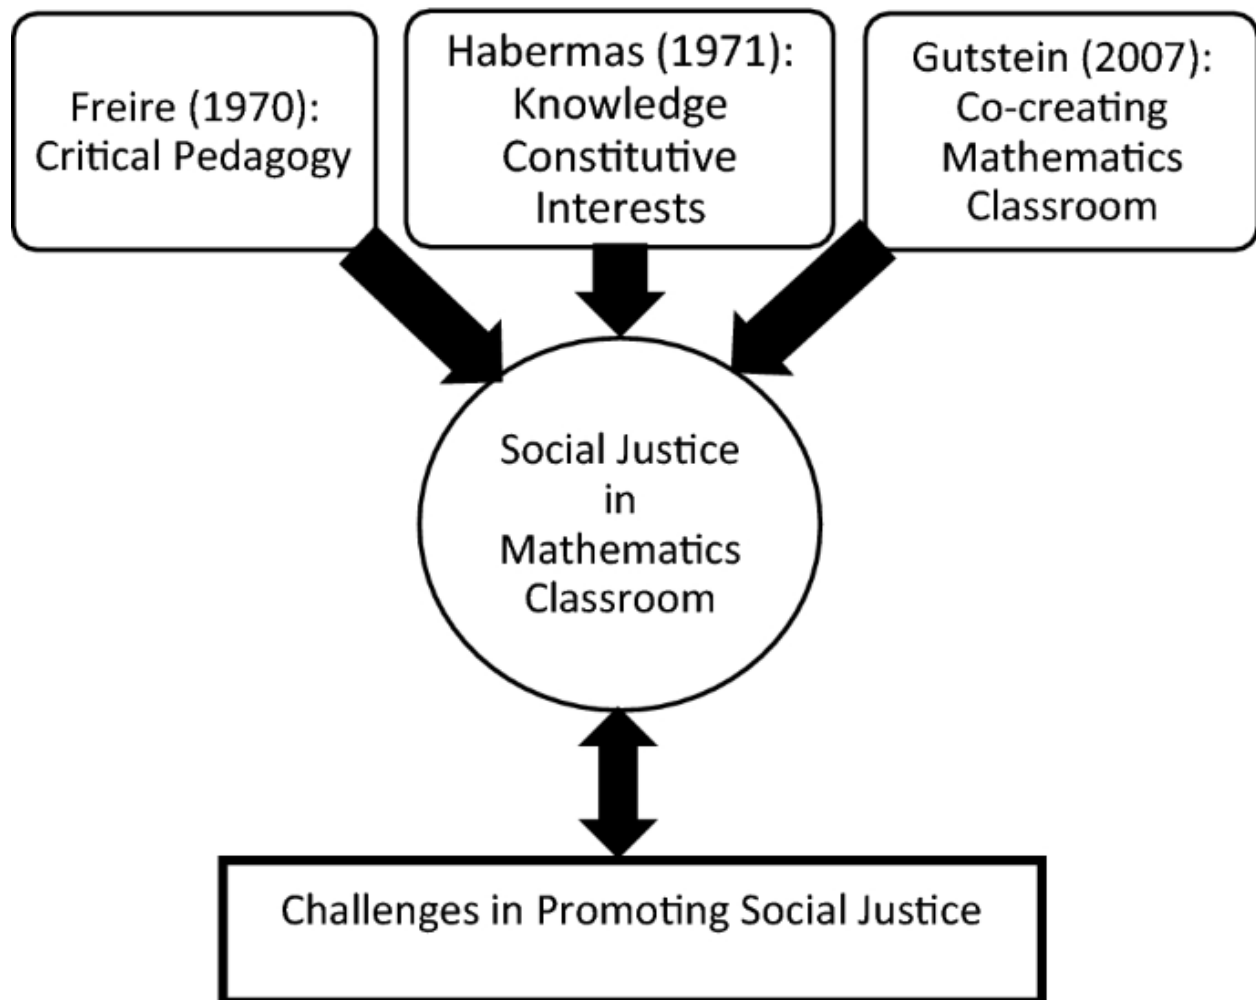 Freire (1970):
Critical Pedagogy
Habermas (1971):
Knowledge
Constitutive
Interests
Gutstein (2007):
Co-creating
Mathematics
Classroom
Social Justice
in
Mathematics
Classroom
Challenges in Promoting Social Justice